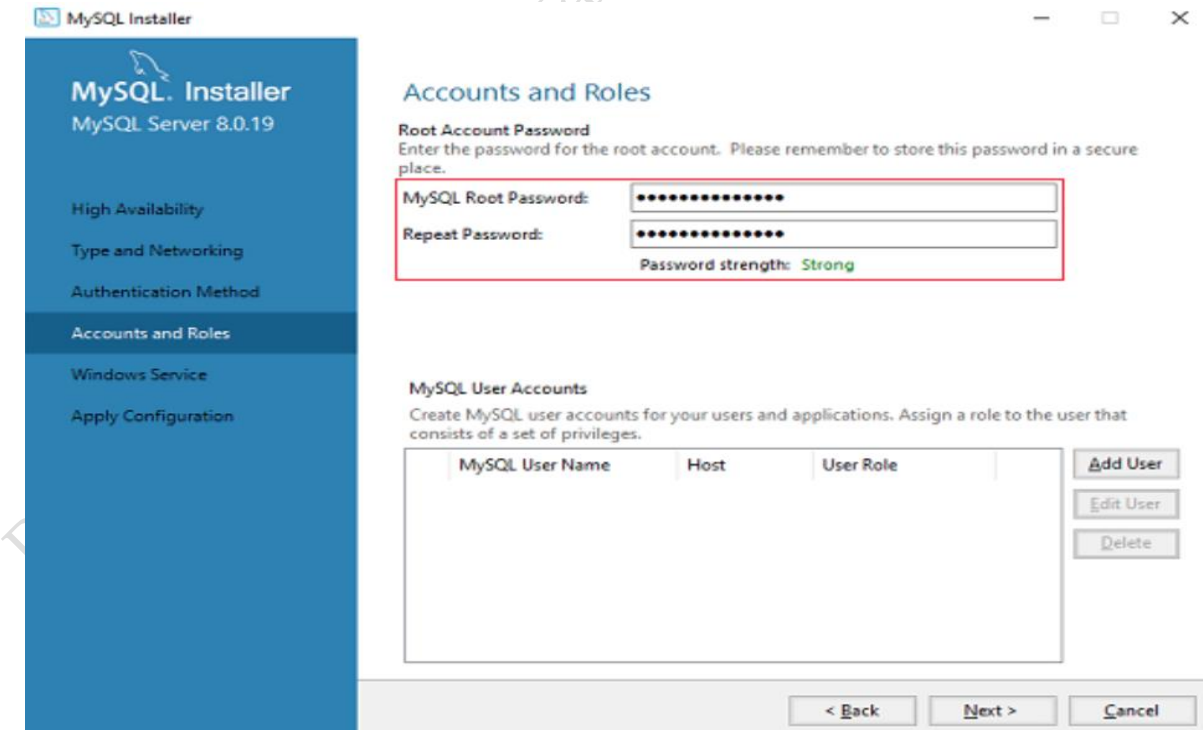 MySQL Installer
MySQL. Installer
MySQL Server 8.0.19
High Availability
Type and Networking
Authentication Method
Accounts and Roles
Windows Service
Apply Configuration
Accounts and Roles
Root Account Password
Enter the password for the root account. Please remember to store this password in a secure
place.
MySQL Root Password:
Repeat Password:
Password strength: Strong
MySQL User Accounts
Create MySQL user accounts for your users and applications. Assign a role to the user that
consists of a set of privileges.
MySQL User Name Host User Role
Add User
Edit User
Delete
< Back Next > Cancel